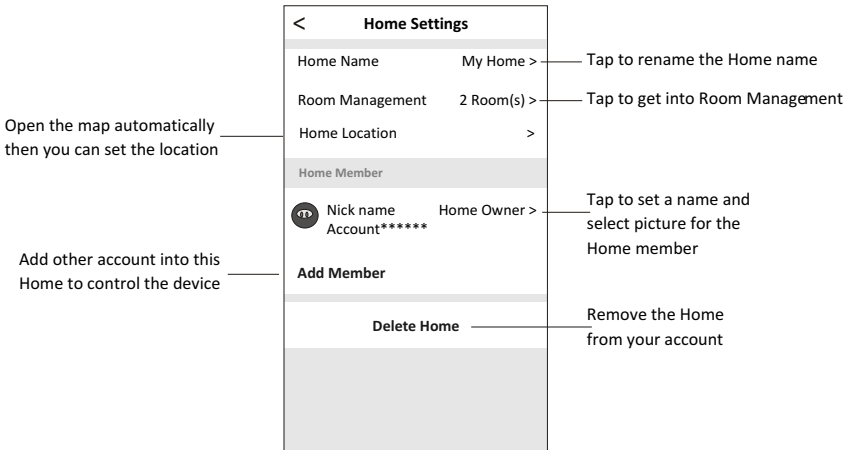 < Home Settings
Home Name My Home >
Tap to rename the Home name
Room Management 2 Room(s) >
Tap to get into Room Management
Open the map automatically
then you can set the location
Home Location >
Home Member
Nick name Home Owner >
Account******
Tap to set a name and
select picture for the
Home member
Add other account into this
Home to control the device
Add Member
Delete Home
Remove the Home
from your account